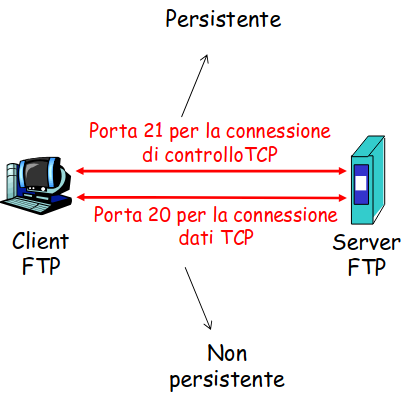 Persistente
Porta 21 per la connessione
di controlloTCP
Porta 20 per la connessione
dati TCP
Client
FTP
Server
FTP
Non
persistente